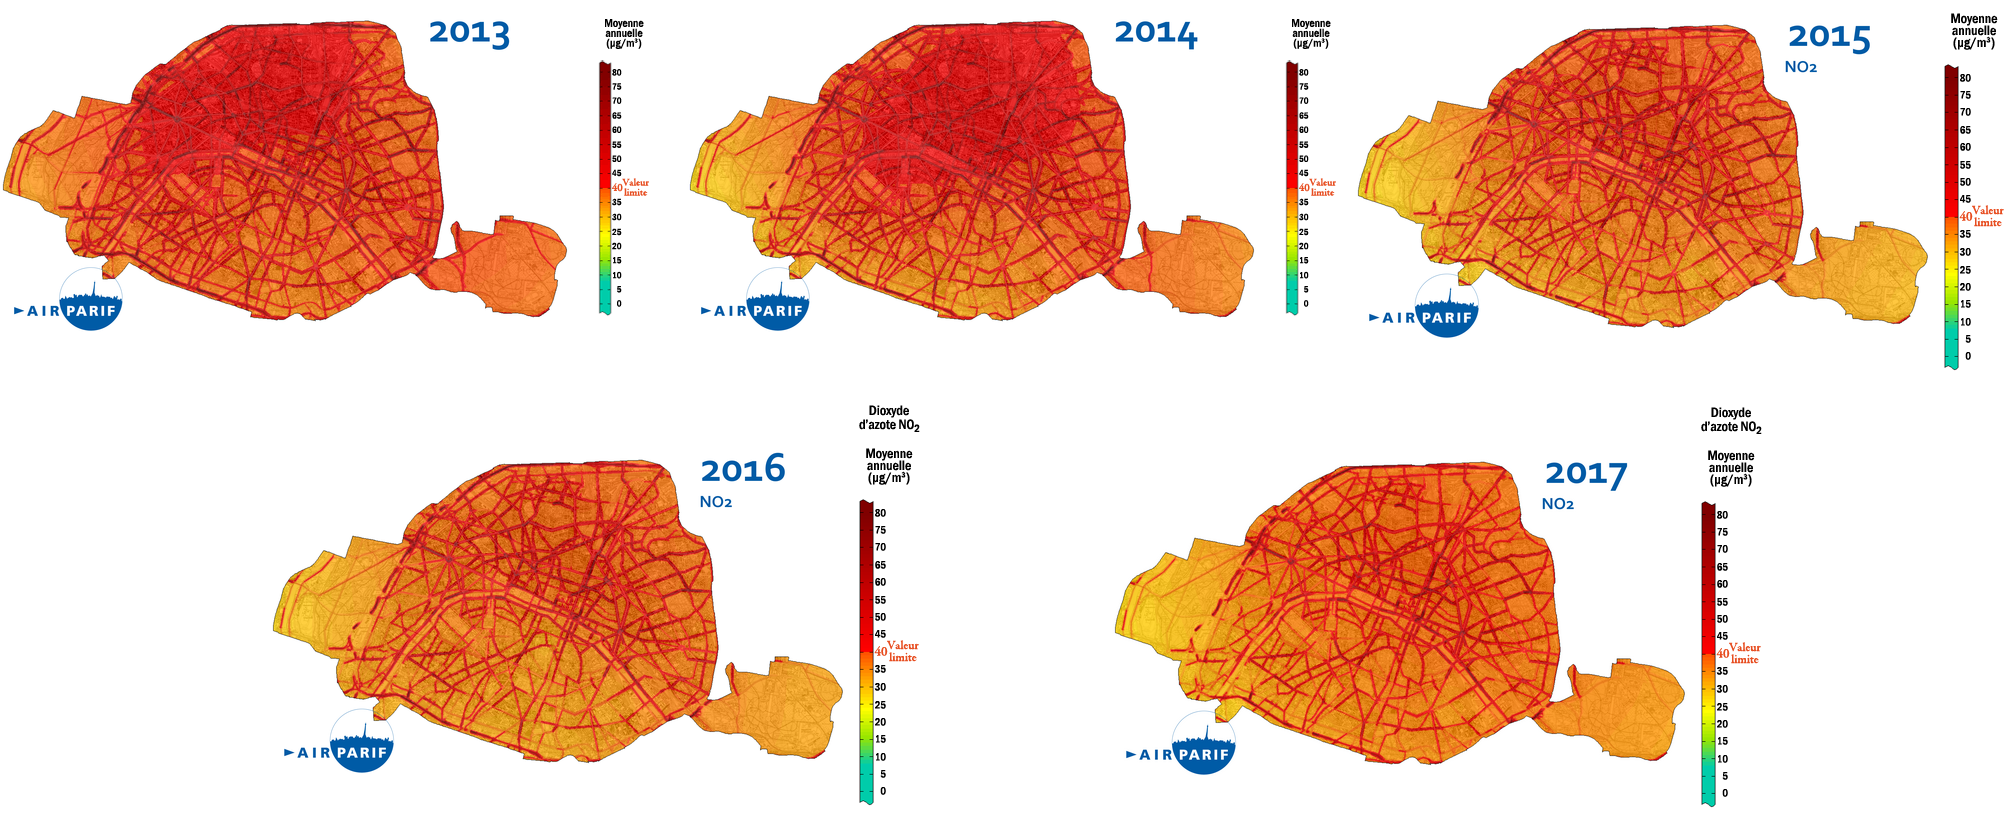 2013
Moyenne
annuelle
(µg/m³)
80
75
70
65
60
55
50
45
40 Valeur
limite
35
30
25
20
15
10
5
0
AIR PARIF
2014
Moyenne
annuelle
(µg/m³)
80
75
70
65
60
55
50
45
40 Valeur
limite
35
30
25
20
15
10
5
0
AIR PARIF
2015
NO2
Moyenne
annuelle
(µg/m³)
80
75
70
65
60
55
50
45
40 Valeur
limite
35
30
25
20
15
10
5
0
AIR PARIF
2016
NO2
Dioxyde
d'azote NO₂
Moyenne
annuelle
(µg/m³)
80
75
70
65
60
55
50
45
40 Valeur
limite
35
30
25
20
15
10
5
0
AIR PARIF
2017
NO2
Dioxyde
d'azote NO₂
Moyenne
annuelle
(µg/m³)
80
75
70
65
60
55
50
45
40 Valeur
limite
35
30
25
20
15
10
5
0
AIR PARIF